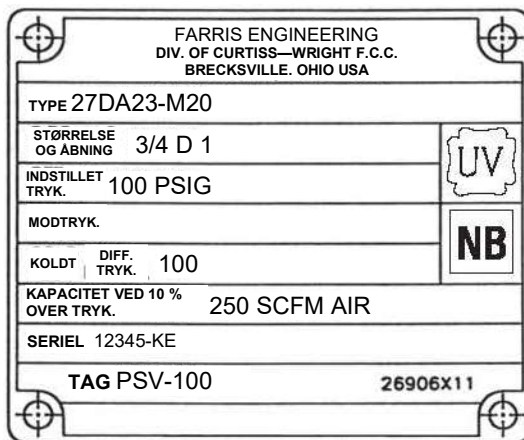 FARRIS ENGINEERING
DIV. OF CURTISS—WRIGHT F.C.C.
BRECKSVILLE. OHIO USA
TYPE 27DA23-M20
STØRRELSE
OG ÅBNING 3/4 D 1
UV
INDSTILLET
TRYK. 100 PSIG
MODTRYK.
NB
KOLDT DIFF.
TRYK. 100
KAPACITET VED 10 %
OVER TRYK. 250 SCFM AIR
SERIEL 12345-KE
TAG PSV-100 26906X11